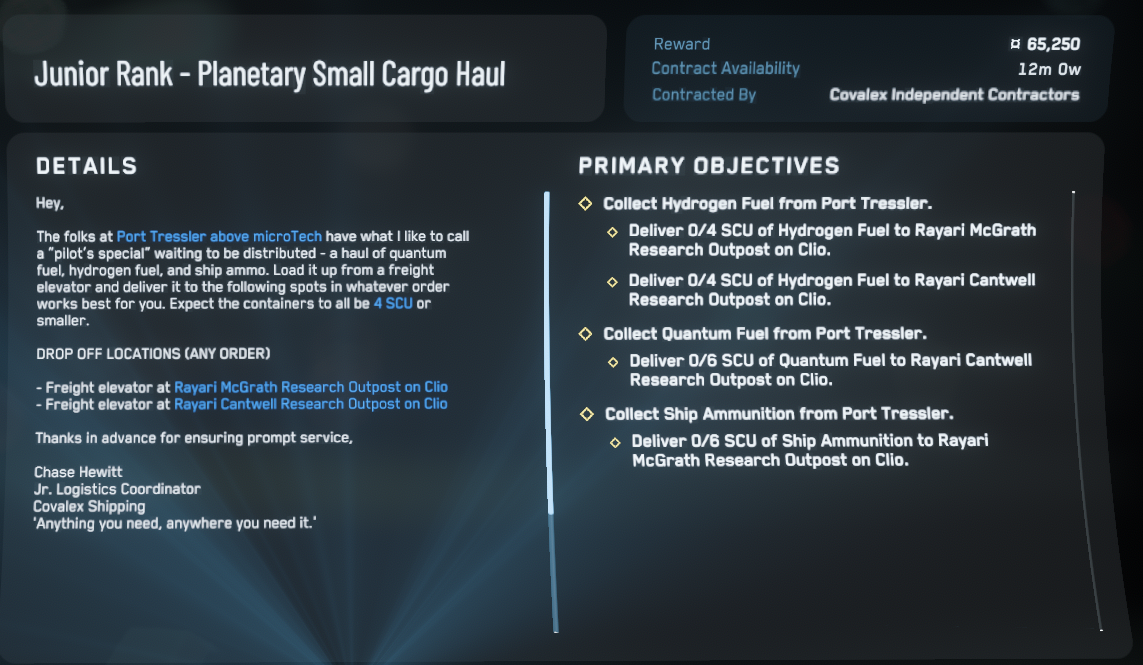 Junior Rank - Planetary Small Cargo Haul
Reward ¤ 65,250
Contract Availability 12m 0w
Contracted By Covalex Independent Contractors
DETAILS
Hey,
The folks at Port Tressler above microTech have what I like to call
a "pilot's special" waiting to be distributed - a haul of quantum
fuel, hydrogen fuel, and ship ammo. Load it up from a freight
elevator and deliver it to the following spots in whatever order
works best for you. Expect the containers to all be 4 SCU or
smaller.
DROP OFF LOCATIONS (ANY ORDER)
- Freight elevator at Rayari McGrath Research Outpost on Clio
- Freight elevator at Rayari Cantwell Research Outpost on Clio
Thanks in advance for ensuring prompt service,
Chase Hewitt
Jr. Logistics Coordinator
Covalex Shipping
'Anything you need, anywhere you need it.'
PRIMARY OBJECTIVES
Collect Hydrogen Fuel from Port Tressler.
Deliver 0/4 SCU of Hydrogen Fuel to Rayari McGrath
Research Outpost on Clio.
Deliver 0/4 SCU of Hydrogen Fuel to Rayari Cantwell
Research Outpost on Clio.
Collect Quantum Fuel from Port Tressler.
Deliver 0/6 SCU of Quantum Fuel to Rayari Cantwell
Research Outpost on Clio.
Collect Ship Ammunition from Port Tressler.
Deliver 0/6 SCU of Ship Ammunition to Rayari
McGrath Research Outpost on Clio.